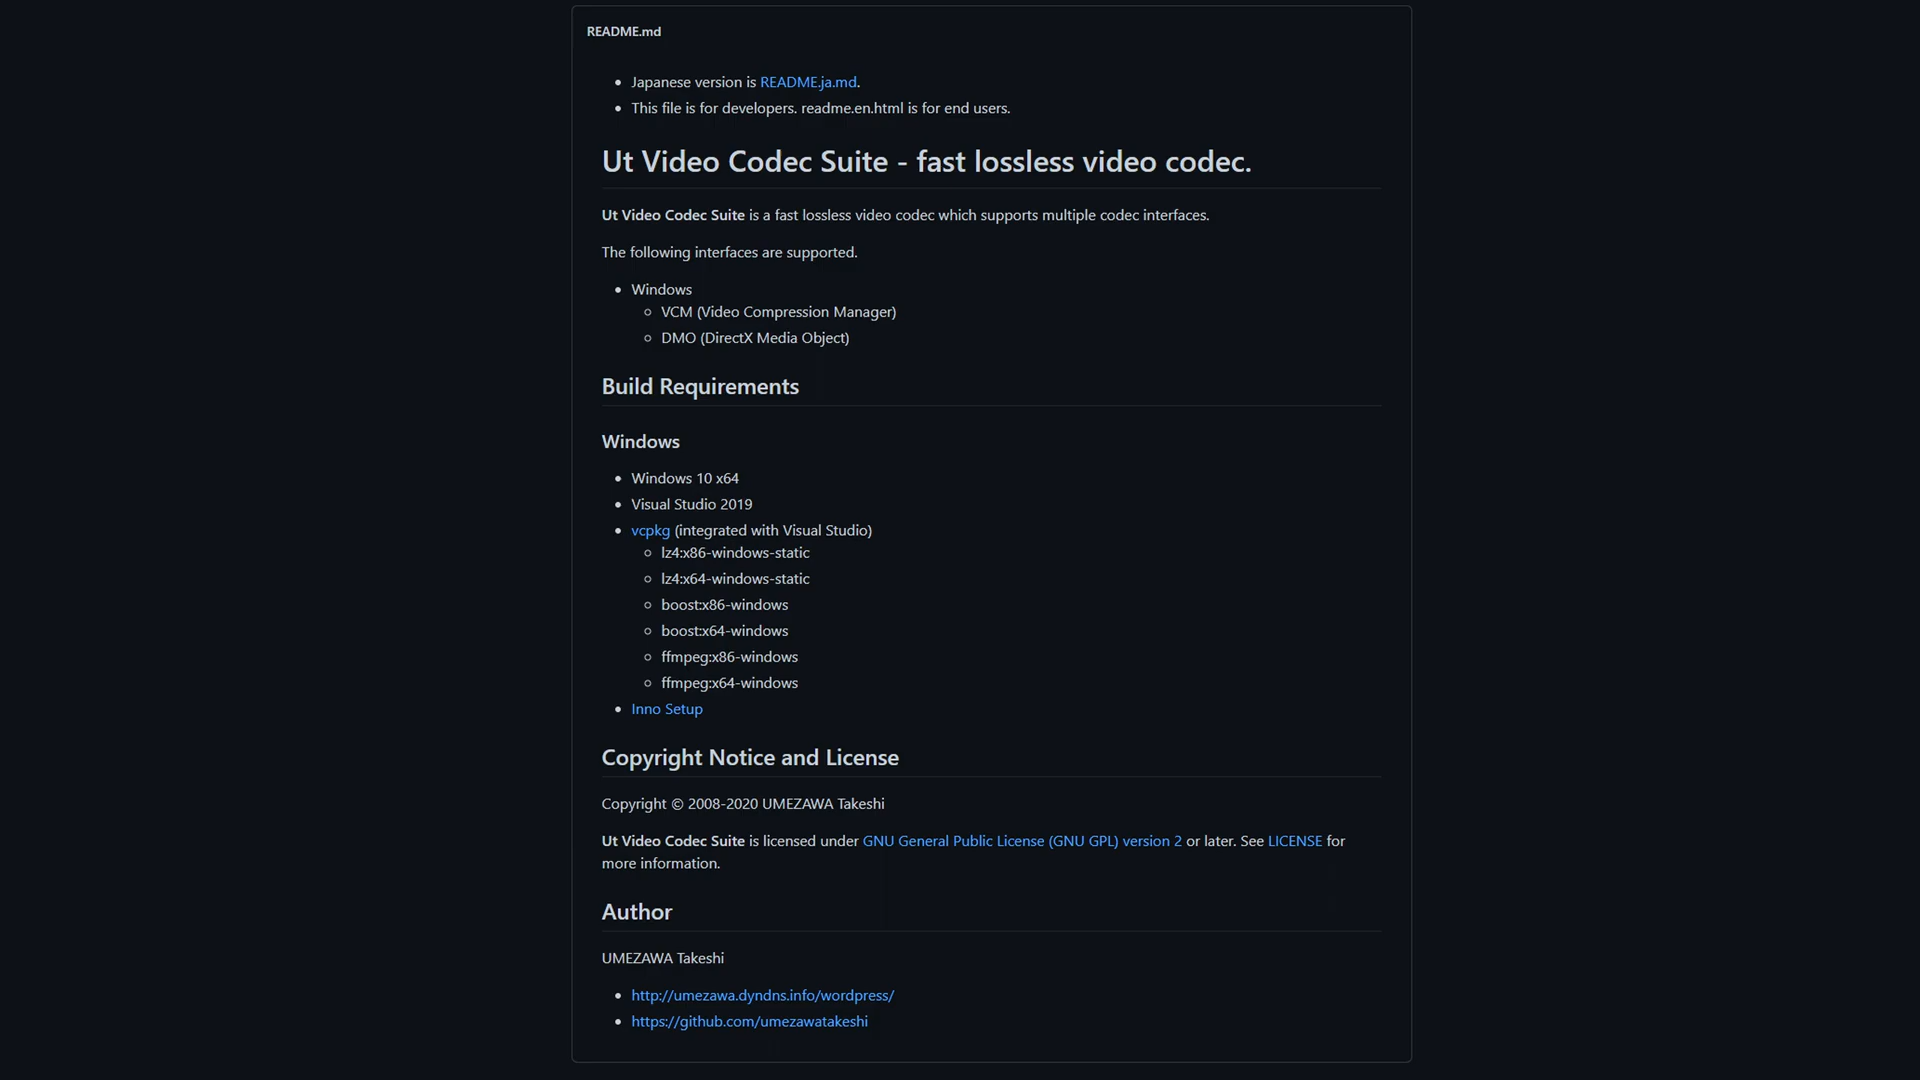 README.md
Japanese version is README.ja.md.
This file is for developers. readme.en.html is for end users.
Ut Video Codec Suite - fast lossless video codec.
Ut Video Codec Suite is a fast lossless video codec which supports multiple codec interfaces.
The following interfaces are supported.
Windows
VCM (Video Compression Manager)
DMO (DirectX Media Object)
Build Requirements
Windows
Windows 10 x64
Visual Studio 2019
vcpkg (integrated with Visual Studio)
lz4:x86-windows-static
lz4:x64-windows-static
boost:x86-windows
boost:x64-windows
ffmpeg:x86-windows
ffmpeg:x64-windows
Inno Setup
Copyright Notice and License
Copyright © 2008-2020 UMEZAWA Takeshi
Ut Video Codec Suite is licensed under GNU General Public License (GNU GPL) version 2 or later. See LICENSE for
more information.
Author
UMEZAWA Takeshi
http://umezawa.dyndns.info/wordpress/
https://github.com/umezawatakeshi